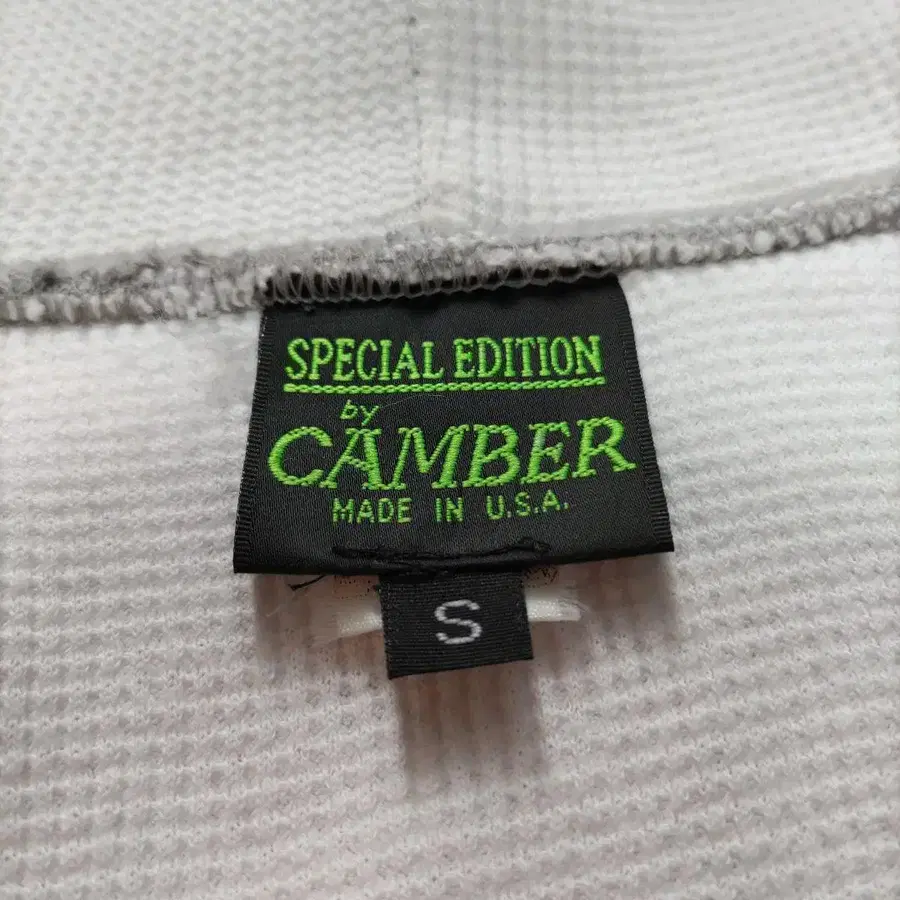 SPECIAL EDITION
by
CAMBER
MADE IN U.S.A.
S